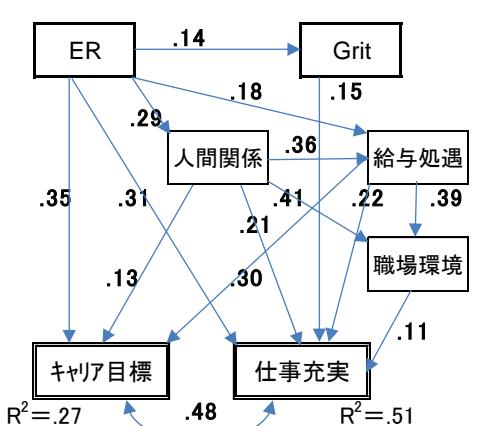 ER
.14
Grit
.18
.15
.29
人間関係
.36
給与処遇
.35
.31
.41
.22
.39
.21
職場環境
.13
.30
.11
キャリア目標
仕事充実
R²=.27
.48
R²=.51